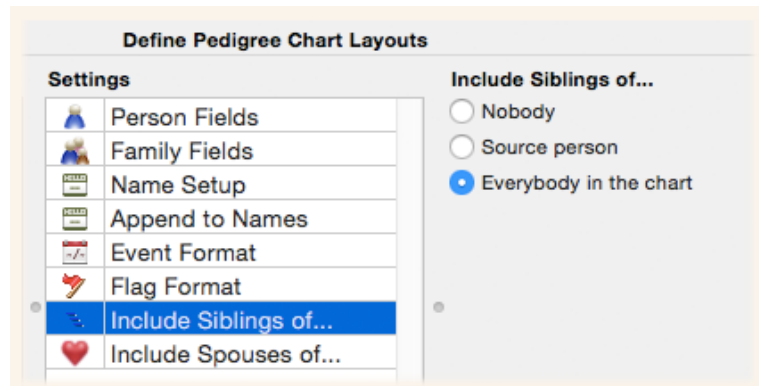 Define Pedigree Chart Layouts
Settings
Person Fields
Family Fields
Name Setup
Append to Names
Event Format
Flag Format
Include Siblings of...
Include Spouses of...
Include Siblings of...
Nobody
Source person
Everybody in the chart